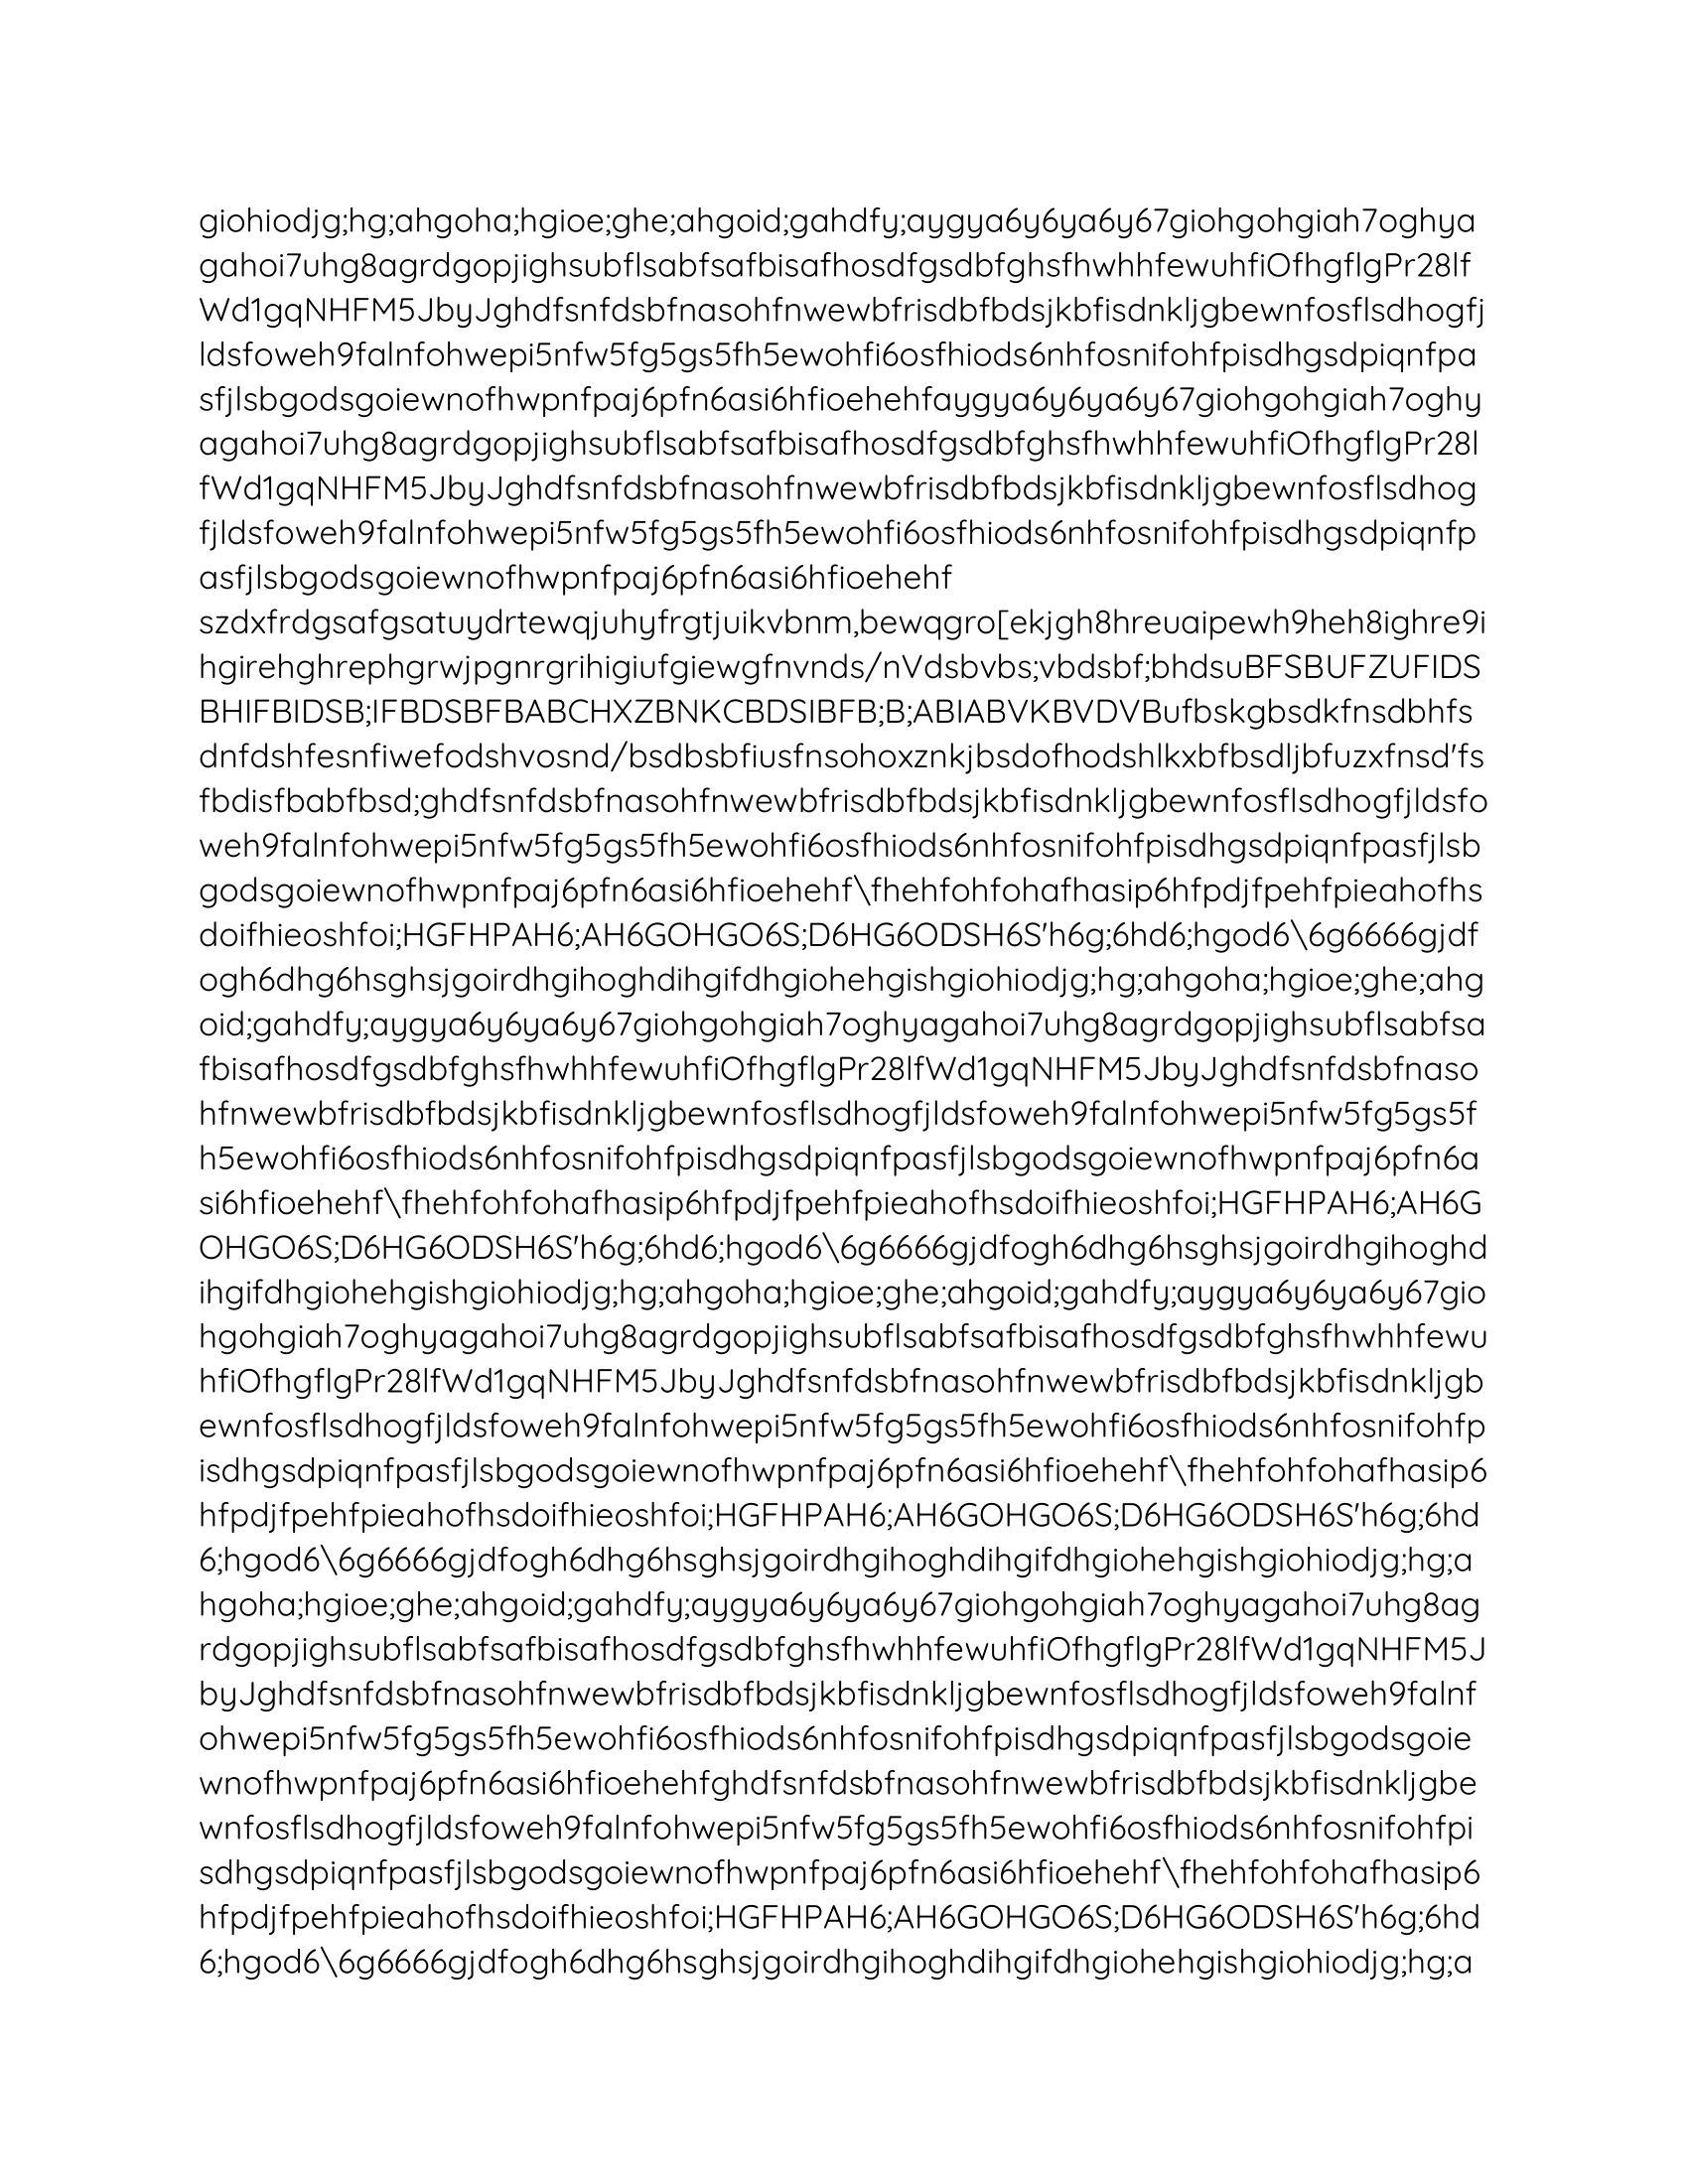 giohiodjg;hg;ahgoha;hgioe;ghe;ahgoid;gahdfy;aygya6y6ya6y67giohgohgiah7oghya
gahoi7uhg8agrdgopjighsubflsabfsafbisafhosdfgsdbfghsfhwhhfewuhfiOfhgflgPr28lf
Wd1gqNHFM5JbyJghdfsnfdsbfnasohfnwewbfrisdbfbdsjkbfisdnkljgbewnfosflsdhogfj
ldsfoweh9falnfohwepi5nfw5fg5gs5fh5ewohfi6osfhiods6nhfosnifohfpisdhgsdpiqnfpa
sfjlsbgodsgoiewnofhwpnfpaj6pfn6asi6hfioehehfaygya6y6ya6y67giohgohgiah7oghy
agahoi7uhg8agrdgopjighsubflsabfsafbisafhosdfgsdbfghsfhwhhfewuhfiOfhgflgPr28l
fWd1gqNHFM5JbyJghdfsnfdsbfnasohfnwewbfrisdbfbdsjkbfisdnkljgbewnfosflsdhog
fjldsfoweh9falnfohwepi5nfw5fg5gs5fh5ewohfi6osfhiods6nhfosnifohfpisdhgsdpiqnfp
asfjlsbgodsgoiewnofhwpnfpaj6pfn6asi6hfioehehf
szdxfrdgsafgsatuydrtewqjuhyfrgtjuikvbnm,bewqgro[ekjgh8hreuaipewh9heh8ighre9i
hgirehghrephgrwjpgnrgrihigiufgiewgfnvnds/nVdsbvbs;vbdsbf;bhdsuBFSBUFZUFIDS
BHIFBIDSB;IFBDSBFBABCHXZBNKCBDSIBFB;B;ABIABVKBVDVBufbskgbsdkfnsdbhfs
dnfdshfesnfiwefodshvosnd/bsdbsbfiusfnsohoxznkjbsdofhodshlkxbfbsdljbfuzxfnsd'fs
fbdisfbabfbsd;ghdfsnfdsbfnasohfnwewbfrisdbfbdsjkbfisdnkljgbewnfosflsdhogfjldsfo
weh9falnfohwepi5nfw5fg5gs5fh5ewohfi6osfhiods6nhfosnifohfpisdhgsdpiqnfpasfjlsb
godsgoiewnofhwpnfpaj6pfn6asi6hfioehehf\fhehfohfohafhasip6hfpdjfpehfpieahofhs
doifhieoshfoi;HGFHPAH6;AH6GOHGO6S;D6HG6ODSH6S'h6g;6hd6;hgod6\6g6666gjdf
ogh6dhg6hsghsjgoirdhgihoghdihgifdhgiohehgishgiohiodjg;hg;ahgoha;hgioe;ghe;ahg
oid;gahdfy;aygya6y6ya6y67giohgohgiah7oghyagahoi7uhg8agrdgopjighsubflsabfsa
fbisafhosdfgsdbfghsfhwhhfewuhfiOfhgflgPr28lfWd1gqNHFM5JbyJghdfsnfdsbfnaso
hfnwewbfrisdbfbdsjkbfisdnkljgbewnfosflsdhogfjldsfoweh9falnfohwepi5nfw5fg5gs5f
h5ewohfi6osfhiods6nhfosnifohfpisdhgsdpiqnfpasfjlsbgodsgoiewnofhwpnfpaj6pfn6a
si6hfioehehf\fhehfohfohafhasip6hfpdjfpehfpieahofhsdoifhieoshfoi;HGFHPAH6;AH6G
OHGO6S;D6HG6ODSH6S'h6g;6hd6;hgod6\6g6666gjdfogh6dhg6hsghsjgoirdhgihoghd
ihgifdhgiohehgishgiohiodjg;hg;ahgoha;hgioe;ghe;ahgoid;gahdfy;aygya6y6ya6y67gio
hgohgiah7oghyagahoi7uhg8agrdgopjighsubflsabfsafbisafhosdfgsdbfghsfhwhhfewu
hfiOfhgflgPr28lfWd1gqNHFM5JbyJghdfsnfdsbfnasohfnwewbfrisdbfbdsjkbfisdnkljgb
ewnfosflsdhogfjldsfoweh9falnfohwepi5nfw5fg5gs5fh5ewohfi6osfhiods6nhfosnifohfp
isdhgsdpiqnfpasfjlsbgodsgoiewnofhwpnfpaj6pfn6asi6hfioehehf\fhehfohfohafhasip6
hfpdjfpehfpieahofhsdoifhieoshfoi;HGFHPAH6;AH6GOHGO6S;D6HG6ODSH6S'h6g;6hd
6;hgod6\6g6666gjdfogh6dhg6hsghsjgoirdhgihoghdihgifdhgiohehgishgiohiodjg;hg;a
hgoha;hgioe;ghe;ahgoid;gahdfy;aygya6y6ya6y67giohgohgiah7oghyagahoi7uhg8ag
rdgopjighsubflsabfsafbisafhosdfgsdbfghsfhwhhfewuhfiOfhgflgPr28lfWd1gqNHFM5J
byJghdfsnfdsbfnasohfnwewbfrisdbfbdsjkbfisdnkljgbewnfosflsdhogfjldsfoweh9falnf
ohwepi5nfw5fg5gs5fh5ewohfi6osfhiods6nhfosnifohfpisdhgsdpiqnfpasfjlsbgodsgoie
wnofhwpnfpaj6pfn6asi6hfioehehfghdfsnfdsbfnasohfnwewbfrisdbfbdsjkbfisdnkljgbe
wnfosflsdhogfjldsfoweh9falnfohwepi5nfw5fg5gs5fh5ewohfi6osfhiods6nhfosnifohfpi
sdhgsdpiqnfpasfjlsbgodsgoiewnofhwpnfpaj6pfn6asi6hfioehehf\fhehfohfohafhasip6
hfpdjfpehfpieahofhsdoifhieoshfoi;HGFHPAH6;AH6GOHGO6S;D6HG6ODSH6S'h6g;6hd
6;hgod6\6g6666gjdfogh6dhg6hsghsjgoirdhgihoghdihgifdhgiohehgishgiohiodjg;hg;a